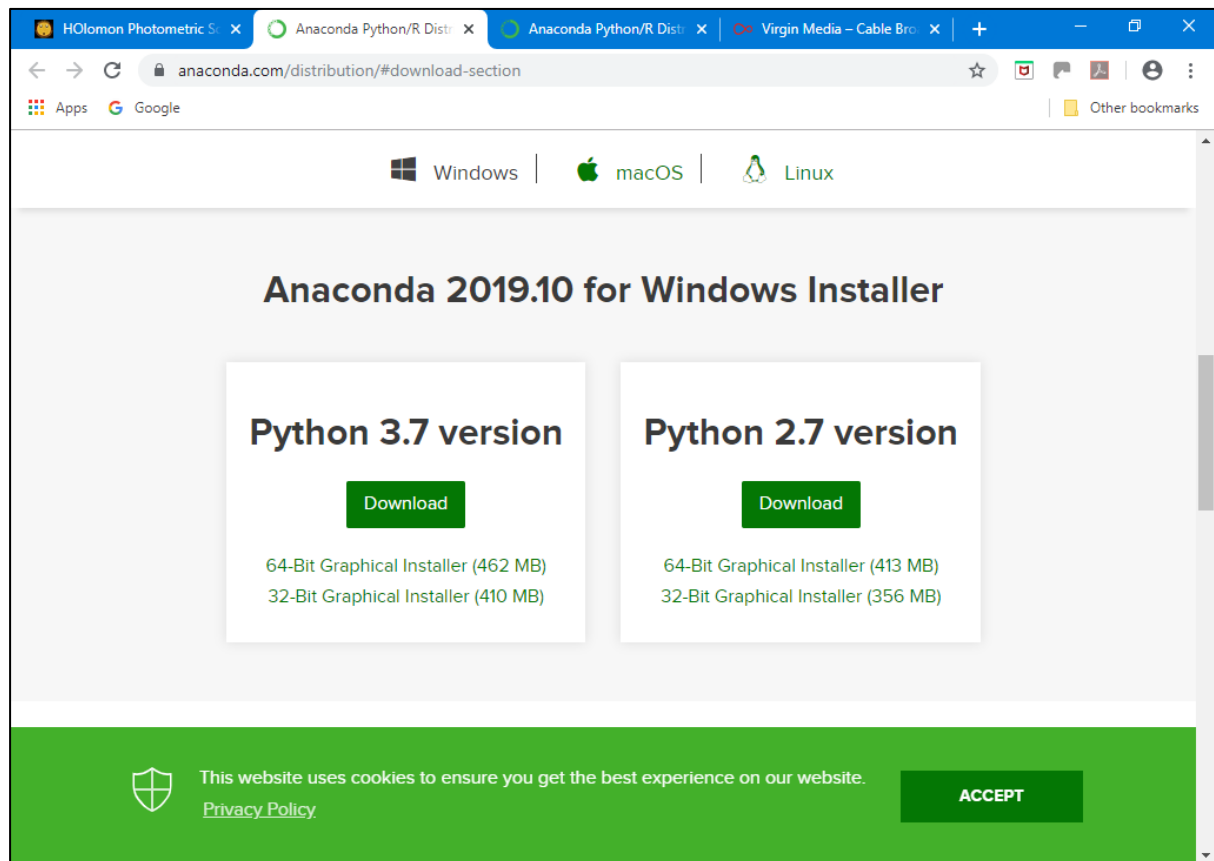 HOlomon Photometric So
Anaconda Python/R Distr
Anaconda Python/R Distr
Virgin Media – Cable Bro
anaconda.com/distribution/#download-section
Apps
Google
Other bookmarks
Windows
macOS
Linux
Anaconda 2019.10 for Windows Installer
Python 3.7 version
Download
64-Bit Graphical Installer (462 MB)
32-Bit Graphical Installer (410 MB)
Python 2.7 version
Download
64-Bit Graphical Installer (413 MB)
32-Bit Graphical Installer (356 MB)
This website uses cookies to ensure you get the best experience on our website.
Privacy Policy
ACCEPT